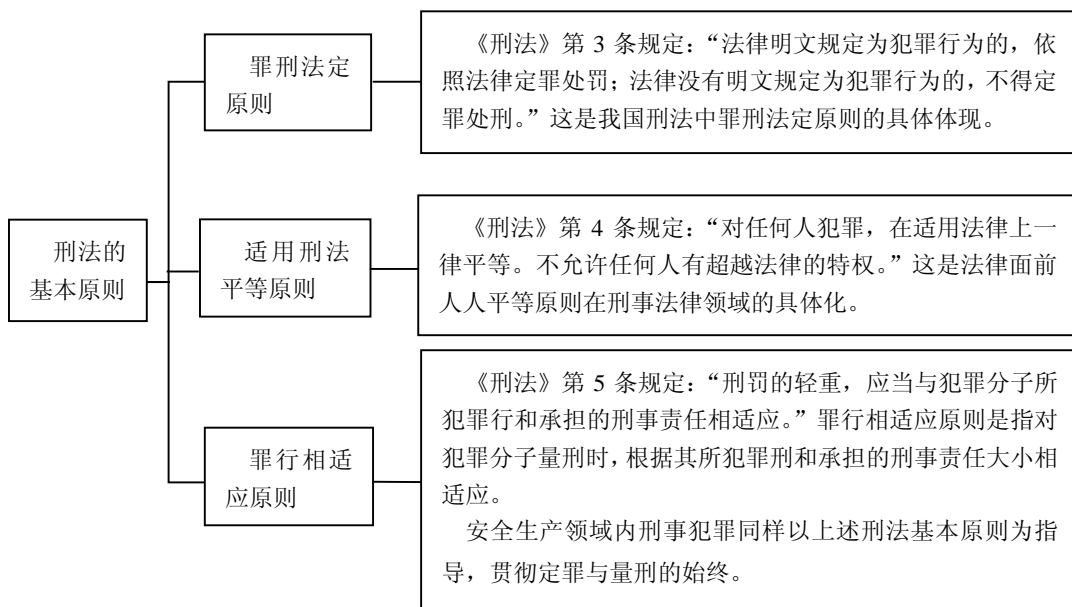 刑法的
基本原则
罪刑法定
原则
《刑法》第 3 条规定：“法律明文规定为犯罪行为的，依
照法律定罪处罚；法律没有明文规定为犯罪行为的，不得定
罪处刑。”这是我国刑法中罪刑法定原则的具体体现。
适用刑法
平等原则
《刑法》第 4 条规定：“对任何人犯罪，在适用法律上一
律平等。不允许任何人有超越法律的特权。”这是法律面前
人人平等原则在刑事法律领域的具体化。
罪行相适
应原则
《刑法》第 5 条规定：“刑罚的轻重，应当与犯罪分子所
犯罪行和承担的刑事责任相适应。”罪行相适应原则是指对
犯罪分子量刑时，根据其所犯罪刑和承担的刑事责任大小相
适应。
安全生产领域内刑事犯罪同样以上述刑法基本原则为指
导，贯彻定罪与量刑的始终。